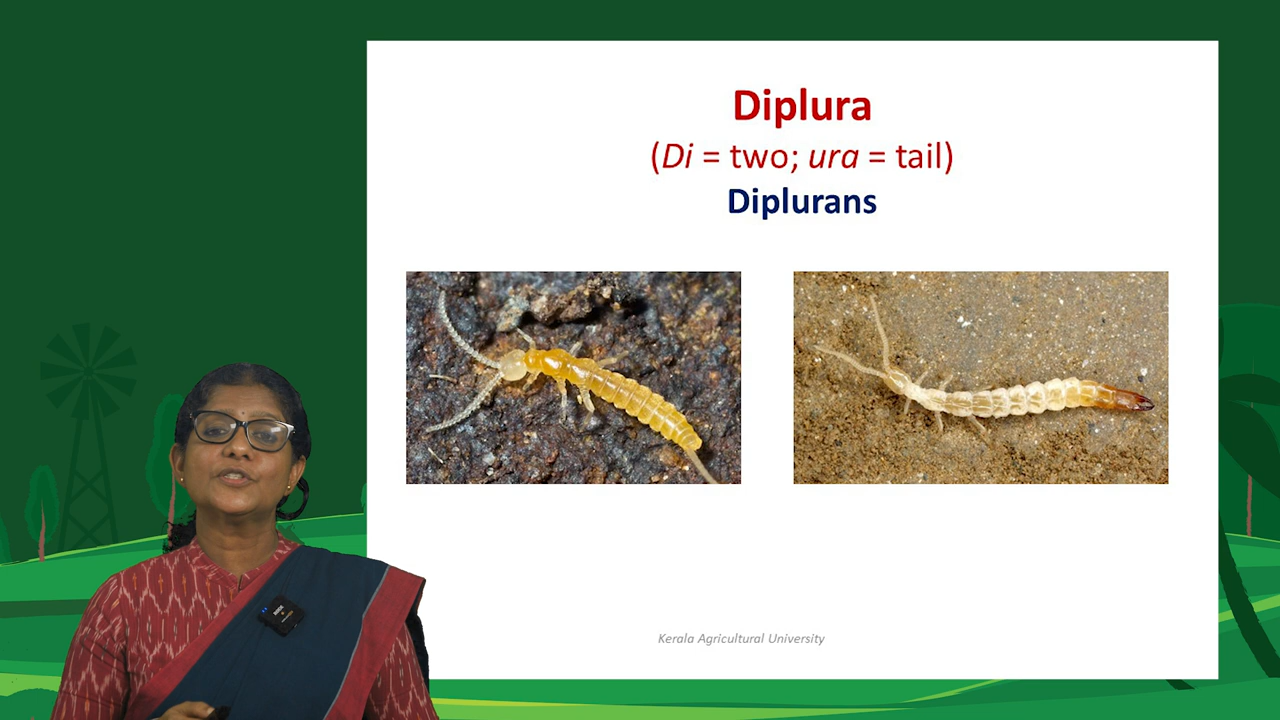 Diplura
(Di = two; ura = tail)
Diplurans
Kerala Agricultural University